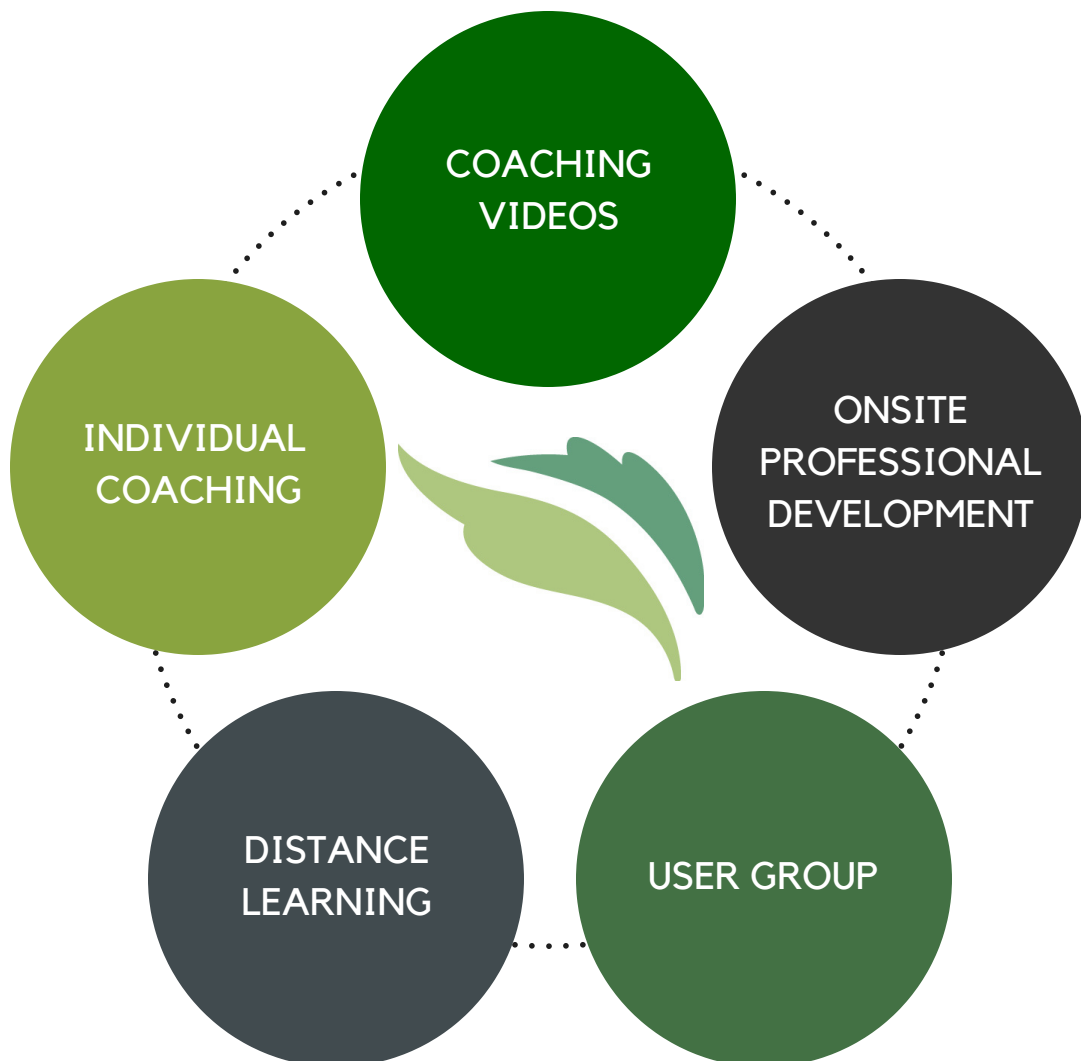 COACHING
VIDEOS
ONSITE
PROFESSIONAL
DEVELOPMENT
USER GROUP
DISTANCE
LEARNING
INDIVIDUAL
COACHING